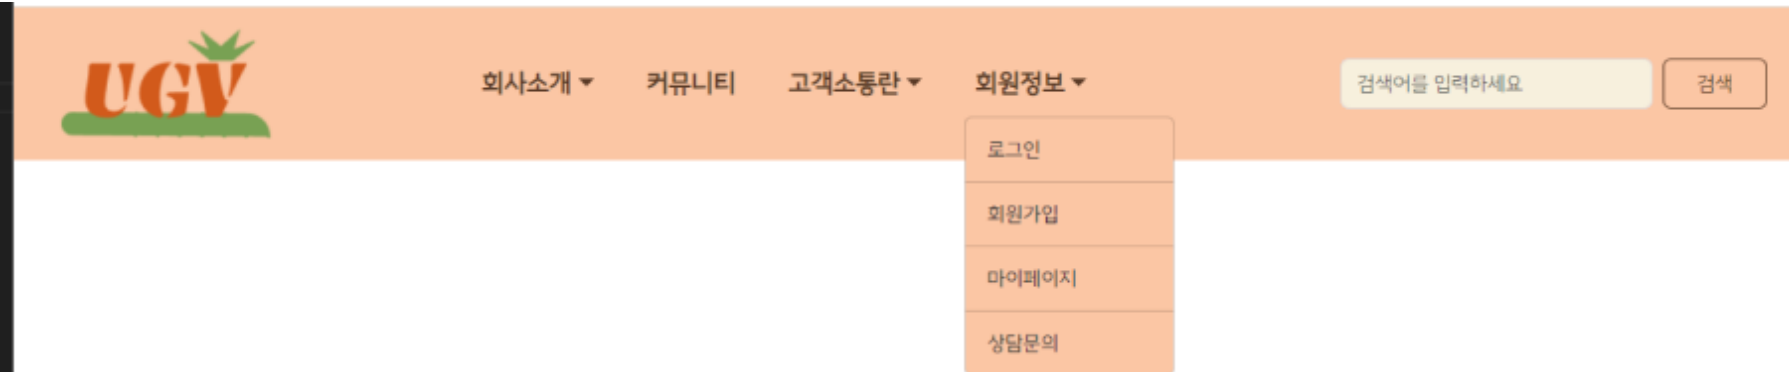 UGV
회사소개 커뮤니티 고객소통란 회원정보 검색어를 입력하세요 검색
로그인
회원가입
마이페이지
상담문의